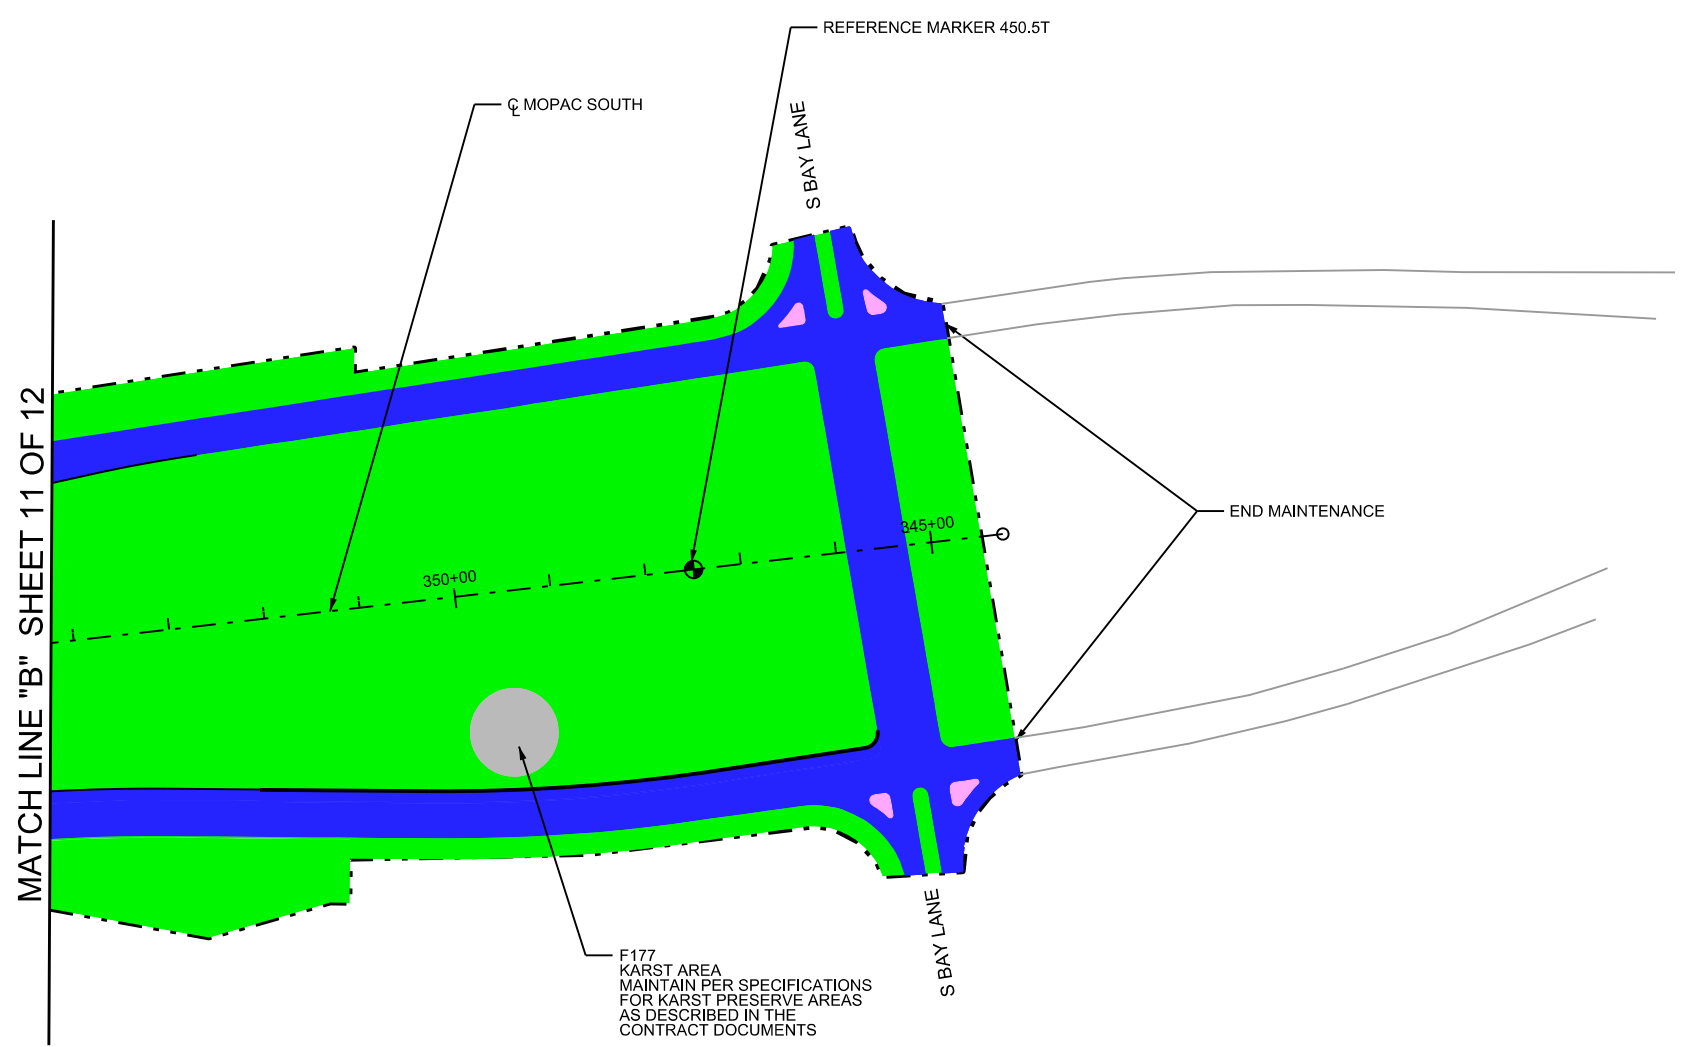 REFERENCE MARKER 450.5T
℄ MOPAC SOUTH
S BAY LANE
MATCH LINE "B" SHEET 11 OF 12
END MAINTENANCE
345+00
350+00
S BAY LANE
F177
KARST AREA
MAINTAIN PER SPECIFICATIONS
FOR KARST PRESERVE AREAS
AS DESCRIBED IN THE
CONTRACT DOCUMENTS